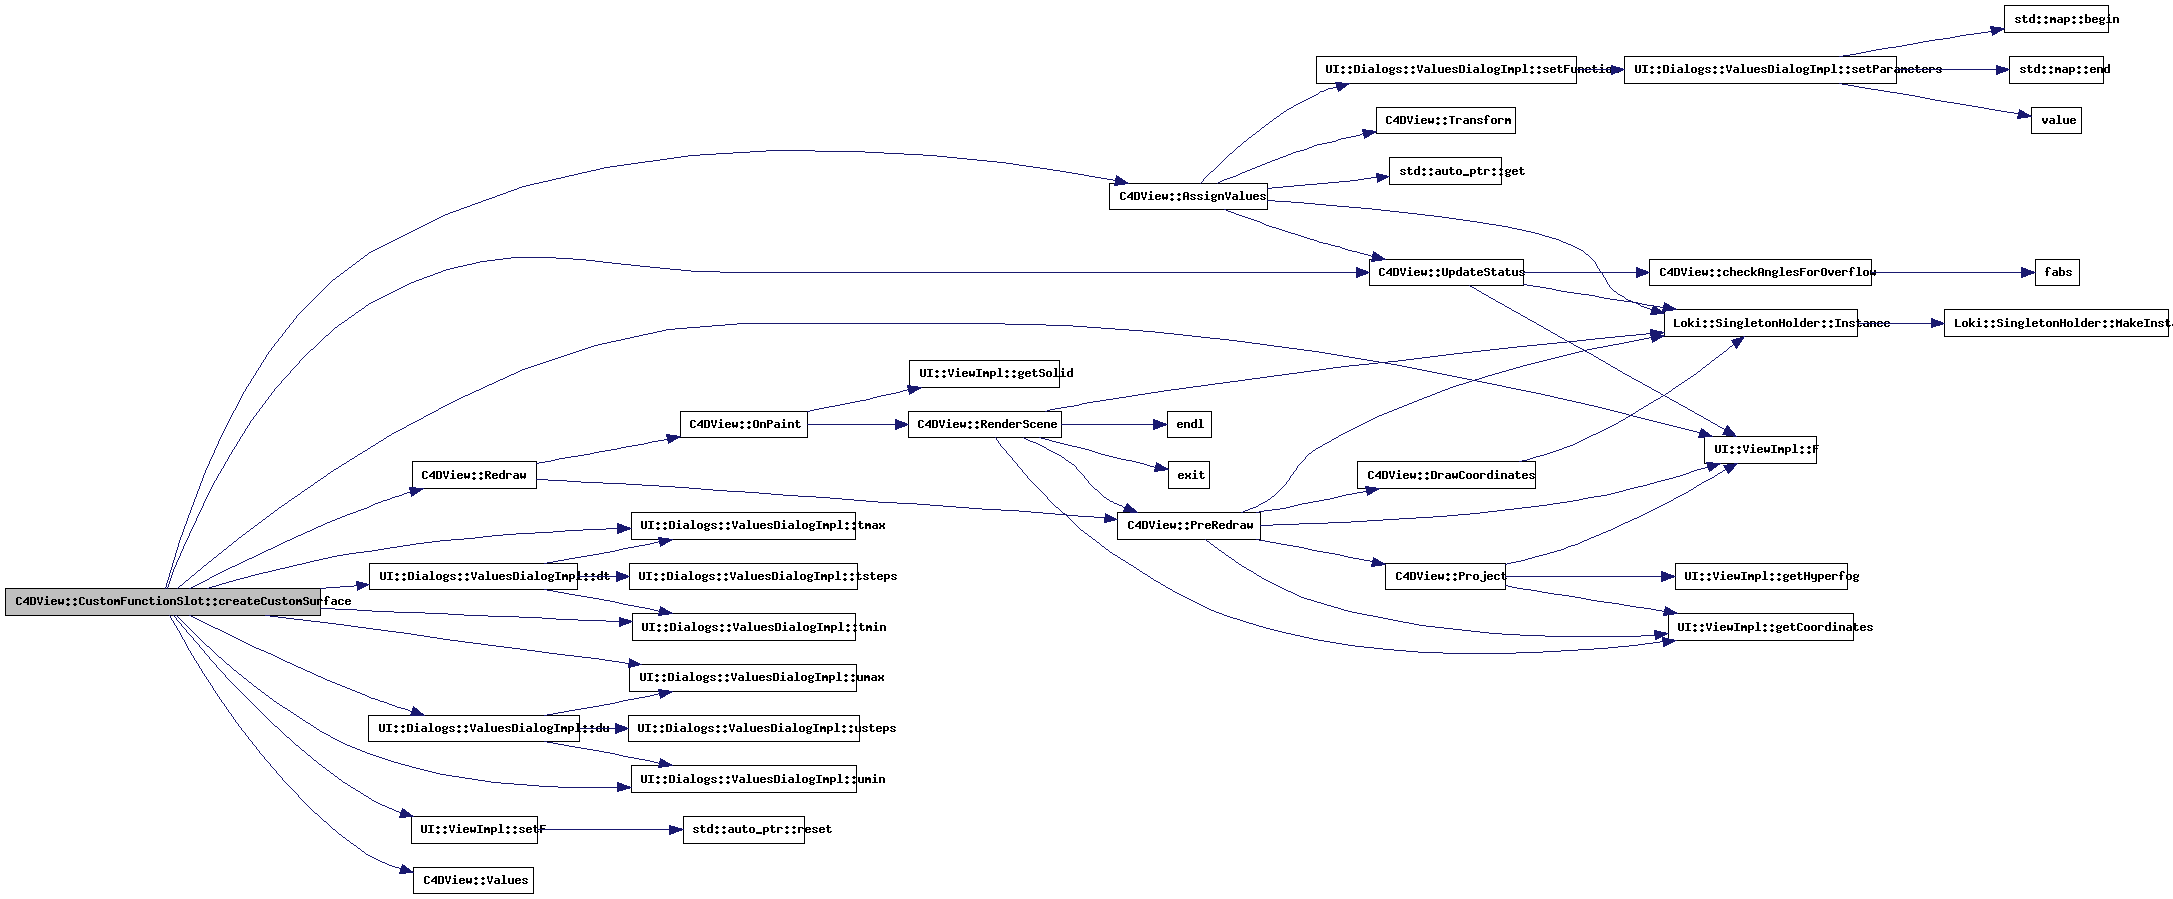 std::map::begin
UI::Dialogs::ValuesDialogImpl::setFunction
UI::Dialogs::ValuesDialogImpl::setParameters
std::map::end
C4DView::Transform
value
std::auto_ptr::get
C4DView::AssignValues
C4DView::UpdateStatus
C4DView::checkAnglesForOverflow
fabs
Loki::SingletonHolder::Instance
Loki::SingletonHolder::MakeInst
UI::ViewImpl::getSolid
C4DView::OnPaint
C4DView::RenderScene
endl
UI::ViewImpl::F
C4DView::Redraw
exit
C4DView::DrawCoordinates
UI::Dialogs::ValuesDialogImpl::tmax
C4DView::PreRedraw
UI::Dialogs::ValuesDialogImpl::dt
UI::Dialogs::ValuesDialogImpl::tsteps
C4DView::Project
UI::ViewImpl::getHyperfog
C4DView::CustomFunctionSlot::createCustomSurface
UI::Dialogs::ValuesDialogImpl::tmin
UI::ViewImpl::getCoordinates
UI::Dialogs::ValuesDialogImpl::umax
UI::Dialogs::ValuesDialogImpl::du
UI::Dialogs::ValuesDialogImpl::usteps
UI::Dialogs::ValuesDialogImpl::umin
UI::ViewImpl::setF
std::auto_ptr::reset
C4DView::Values